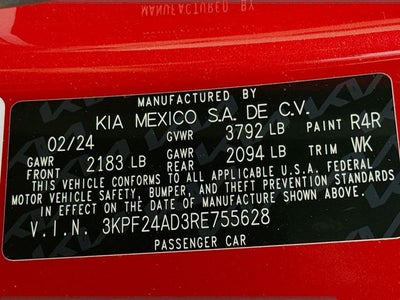 MANUFACTURED BY
MANUFACTURED BY
KIA MEXICO S.A. DE C.V.
02/24 GVWR 3792 LB PAINT R4R
GAWR FRONT 2183 LB GAWR REAR 2094 LB TRIM WK
THIS VEHICLE CONFORMS TO ALL APPLICABLE U.S.A. FEDERAL
MOTOR VEHICLE SAFETY, BUMPER, AND THEFT PREVENTION STANDARDS
IN EFFECT ON THE DATE OF MANUFACTURE SHOWN ABOVE.
V.I.N. 3KPF24AD3RE755628
PASSENGER CAR